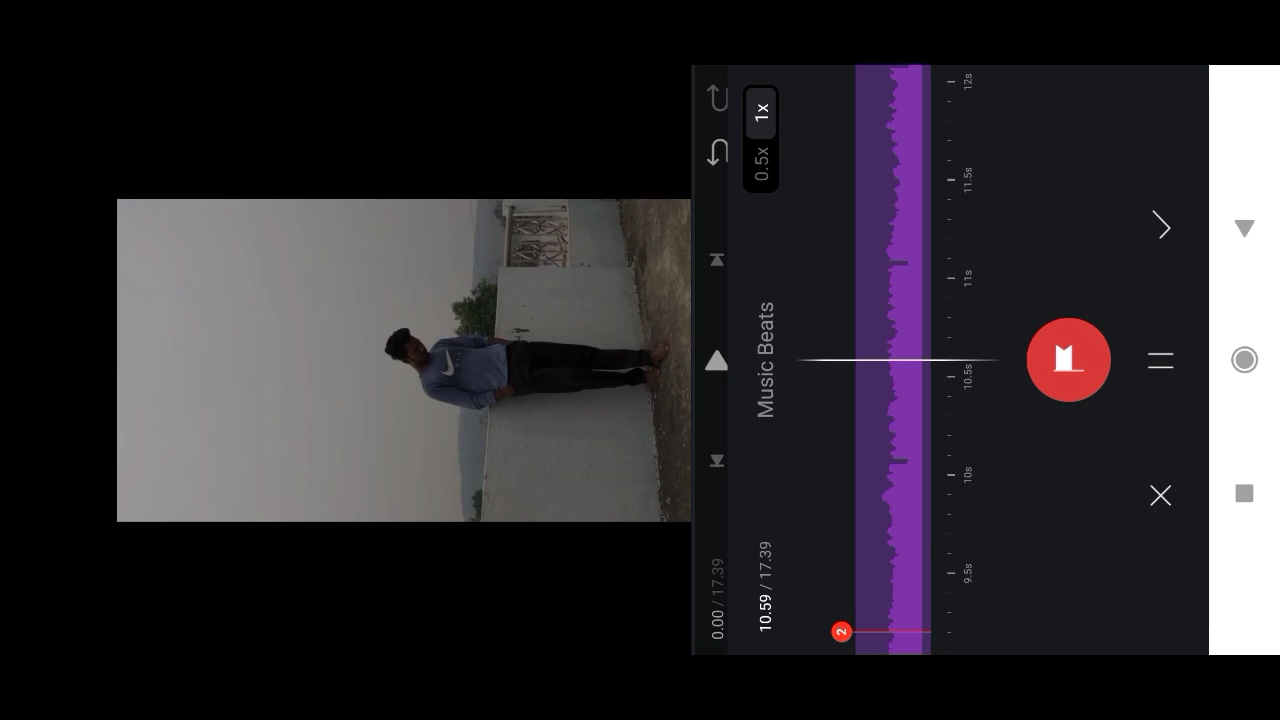 0.00 / 17.39
10.59 / 17.39
Music Beats
0.5x 1x
2
9.5s 10s 10.5s 11s 11.5s 12s